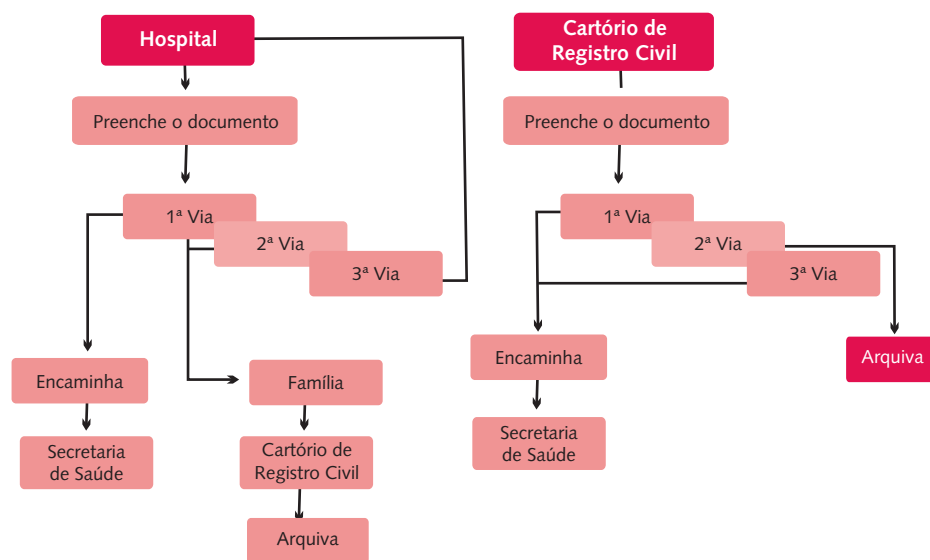 Hospital
Preenche o documento
1ª Via
2ª Via
3ª Via
Encaminha
Secretaria
de Saúde
Família
Cartório de
Registro Civil
Arquiva
Cartório de
Registro Civil
Preenche o documento
1ª Via
2ª Via
3ª Via
Encaminha
Secretaria
de Saúde
Arquiva